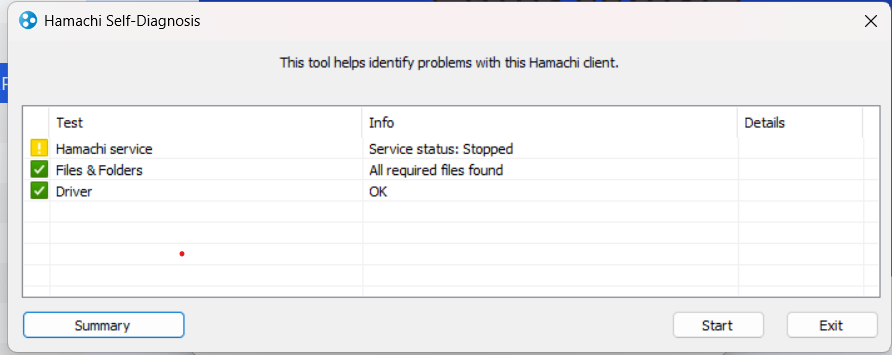 Hamachi Self-Diagnosis
This tool helps identify problems with this Hamachi client.
Test Info Details
Hamachi service Service status: Stopped
Files & Folders All required files found
Driver OK
Summary Start Exit